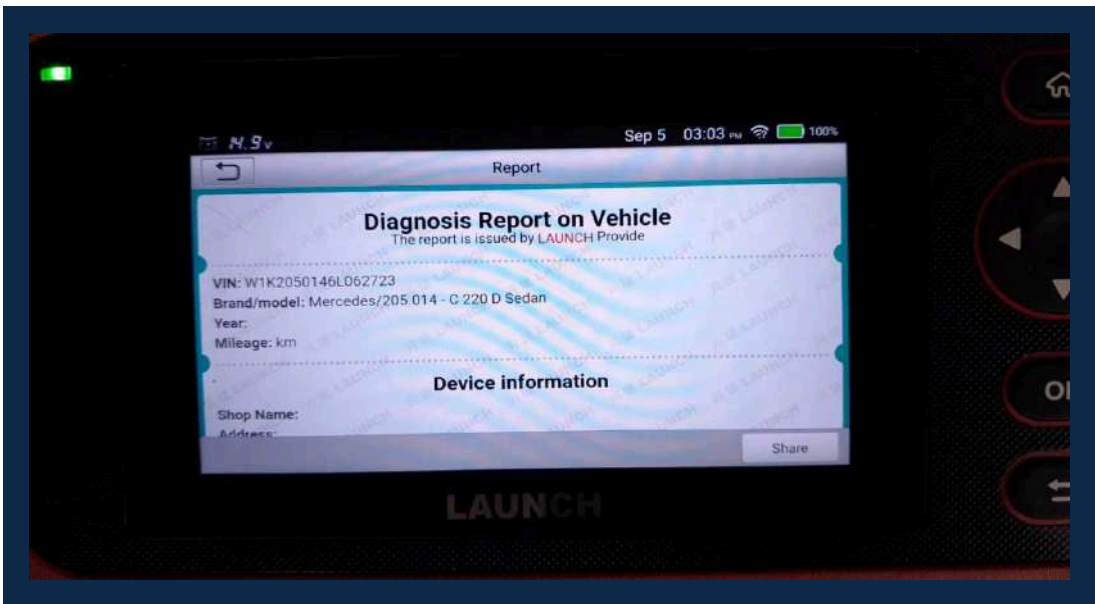 14.9v Sep 5 03:03 PM 100%
Report
Diagnosis Report on Vehicle
The report is issued by LAUNCH Provide
VIN: W1K2050146L062723
Brand/model: Mercedes/205.014 - C 220 D Sedan
Year:
Mileage: km
Device information
Shop Name:
Address:
Share
LAUNCH